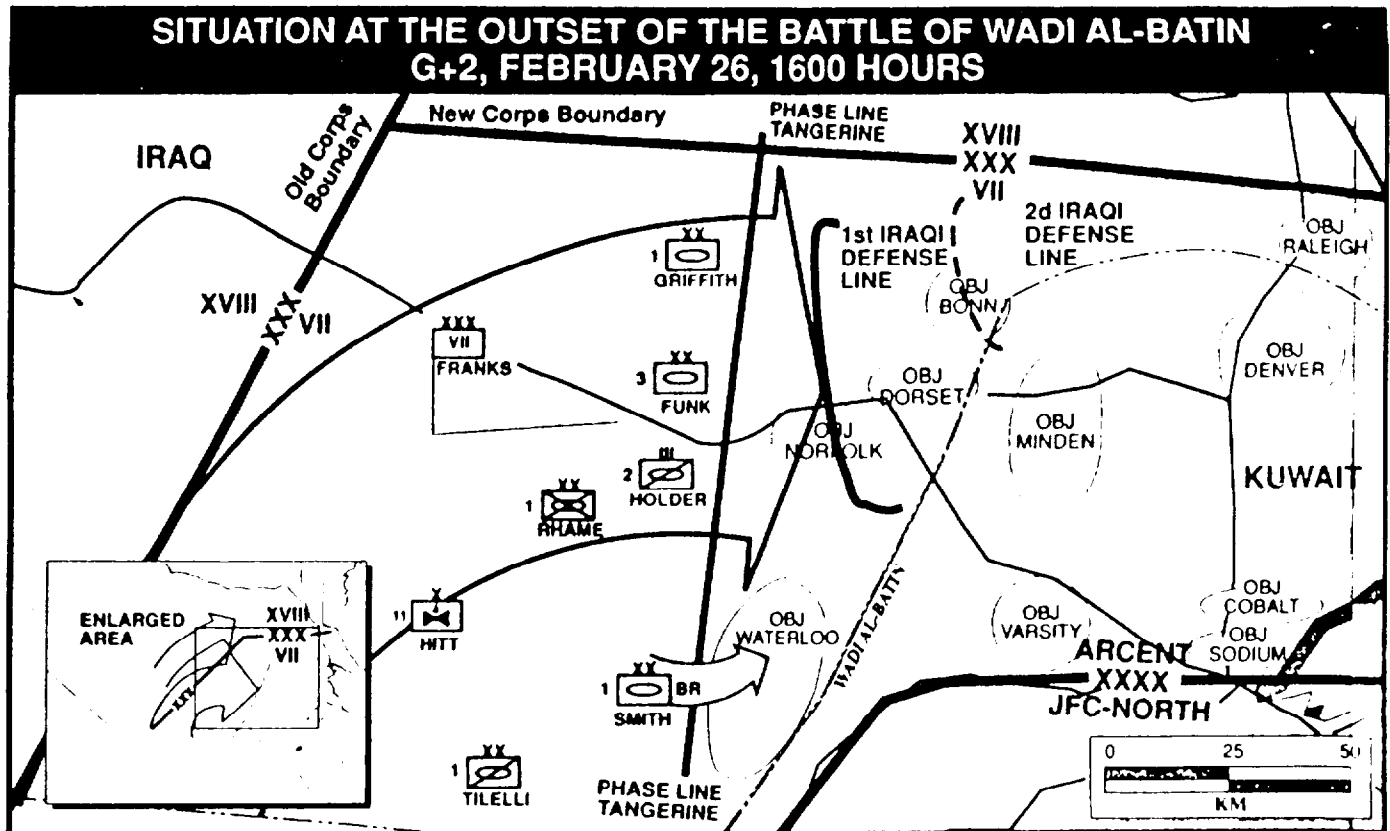 SITUATION AT THE OUTSET OF THE BATTLE OF WADI AL-BATIN
G+2, FEBRUARY 26, 1600 HOURS
IRAQ
Old Corps
Boundary
New Corps Boundary
PHASE LINE
TANGERINE
XVIII
XXX
VII
XVIII
XXX
VII
1st IRAQI
DEFENSE
LINE
2d IRAQI
DEFENSE
LINE
OBJ
RALEIGH
XX
1
GRIFFITH
OBJ
BONN
XXX
VII
FRANKS
XX
3
FUNK
OBJ
DORSET
OBJ
DENVER
OBJ
MINDEN
OBJ
NORFOLK
III
2
HOLDER
KUWAIT
XX
1
RHAME
X
11
HITT
WADI AL-BATIN
OBJ
WATERLOO
OBJ
VARSITY
OBJ
COBALT
OBJ
SODIUM
ENLARGED
AREA
XVIII
XXX
VII
XXX
XX
1
BR
SMITH
ARCENT
XXXX
JFC-NORTH
XX
1
TILELLI
PHASE LINE
TANGERINE
0 25 50
KM